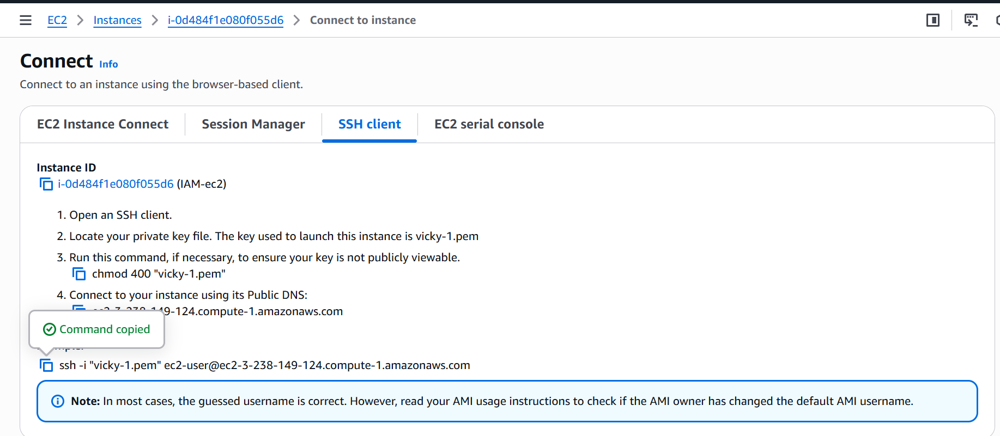 EC2 > Instances > i-0d484f1e080f055d6 > Connect to instance
Connect Info
Connect to an instance using the browser-based client.
EC2 Instance Connect
Session Manager
SSH client
EC2 serial console
Instance ID
i-0d484f1e080f055d6 (IAM-ec2)
1. Open an SSH client.
2. Locate your private key file. The key used to launch this instance is vicky-1.pem
3. Run this command, if necessary, to ensure your key is not publicly viewable.
chmod 400 "vicky-1.pem"
4. Connect to your instance using its Public DNS:
ec2-3-238-149-124.compute-1.amazonaws.com
Command copied
ssh -i "vicky-1.pem" ec2-user@ec2-3-238-149-124.compute-1.amazonaws.com
Note: In most cases, the guessed username is correct. However, read your AMI usage instructions to check if the AMI owner has changed the default AMI username.